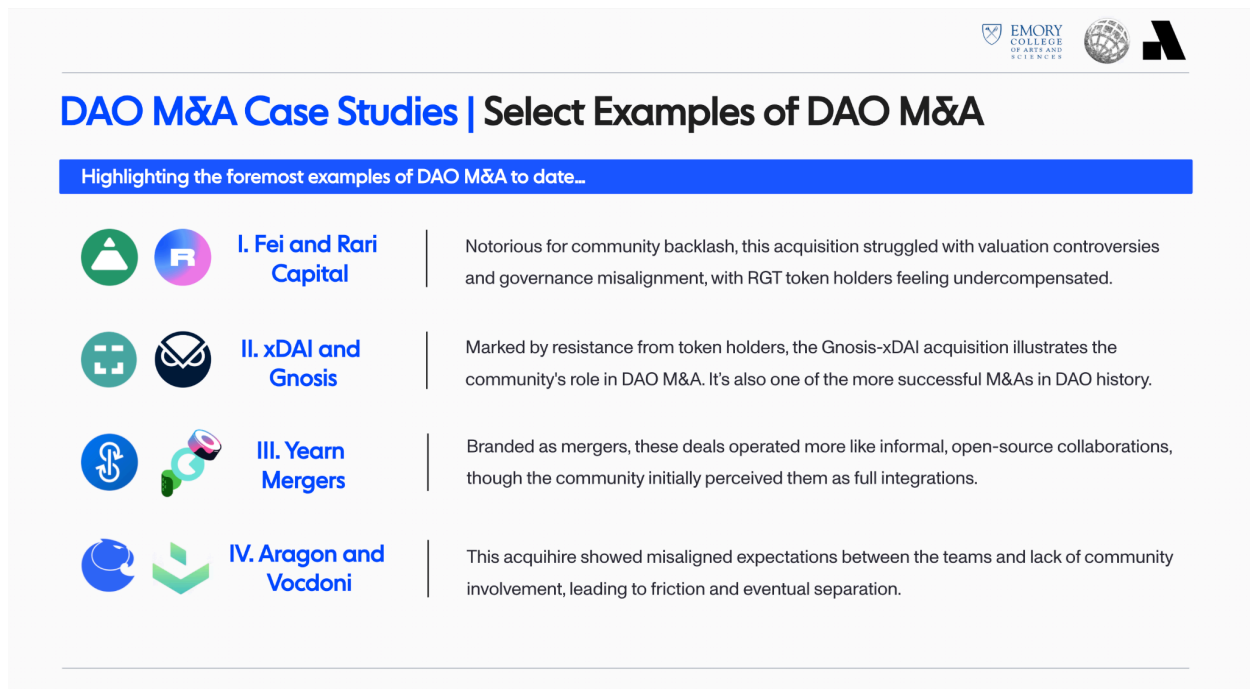 EMORY
COLLEGE
OF ARTS AND
SCIENCES
DAO M&A Case Studies | Select Examples of DAO M&A
Highlighting the foremost examples of DAO M&A to date...
R
I. Fei and Rari
Capital
Notorious for community backlash, this acquisition struggled with valuation controversies
and governance misalignment, with RGT token holders feeling undercompensated.
II. xDAI and
Gnosis
Marked by resistance from token holders, the Gnosis-xDAI acquisition illustrates the
community's role in DAO M&A. It's also one of the more successful M&As in DAO history.
III. Yearn
Mergers
Branded as mergers, these deals operated more like informal, open-source collaborations,
though the community initially perceived them as full integrations.
IV. Aragon and
Vocdoni
This acquihire showed misaligned expectations between the teams and lack of community
involvement, leading to friction and eventual separation.